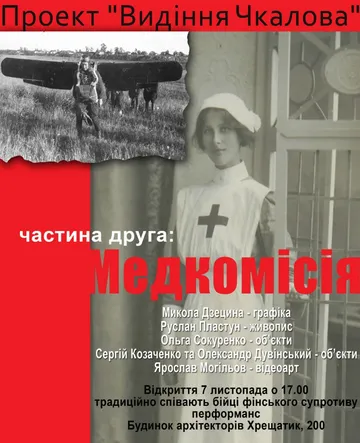 Проект "Видіння Чкалова"
частина друга:
Медкомісія
Микола Дзецина - графіка
Руслан Пластун - живопис
Ольга Сокуренко - об'єкти
Сергій Козаченко та Олександр Дувінський - об'єкти
Ярослав Могільов - відеоарт
Відкриття 7 листопада о 17.00
традиційно співають бійці фінського супротиву
перформанс
Будинок архітекторів Хрещатик, 200